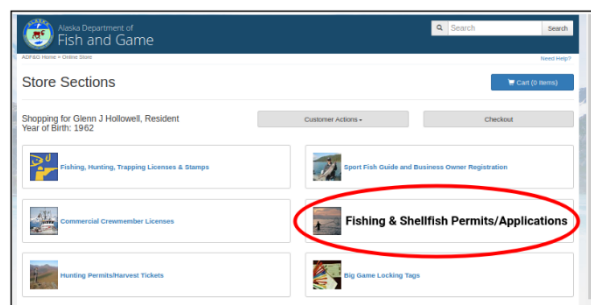 Alaska Department of
Fish and Game
Search
Search
ADF&G Home > Online Store
Need Help?
Store Sections
Cart (0 items)
Shopping for Glenn J Hollowell, Resident
Year of Birth: 1962
Customer Actions
Checkout
Fishing, Hunting, Trapping Licenses & Stamps
Sport Fish Guide and Business Owner Registration
Commercial Crewmember Licenses
Fishing & Shellfish Permits/Applications
Hunting Permits/Harvest Tickets
Big Game Locking Tags